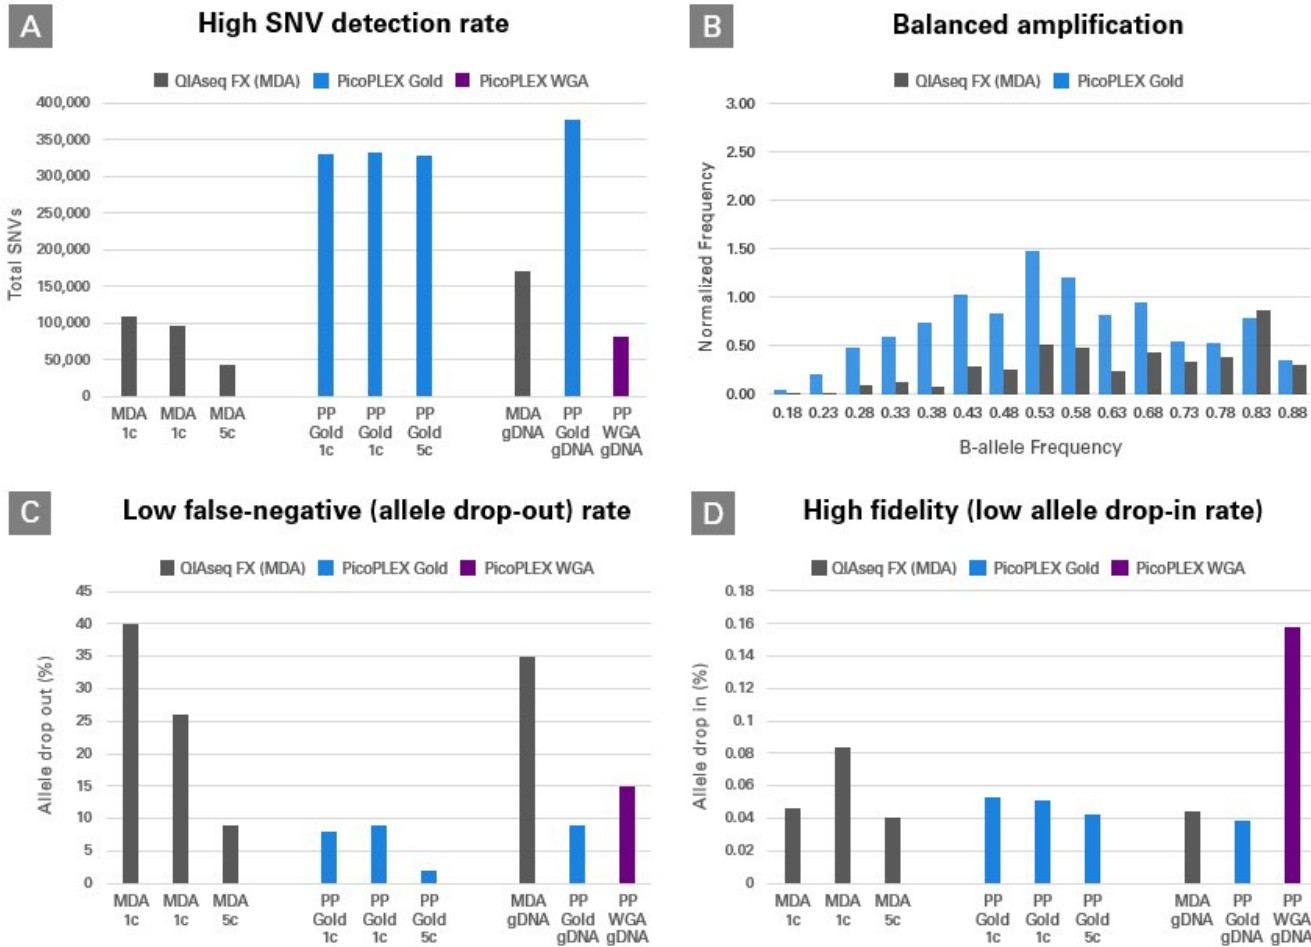 A
High SNV detection rate
QIAseq FX (MDA) PicoPLEX Gold PicoPLEX WGA
Total SNVs
400,000
350,000
300,000
250,000
200,000
150,000
100,000
50,000
0
MDA 1c
MDA 1c
MDA 5c
PP Gold 1c
PP Gold 1c
PP Gold 5c
MDA gDNA
PP Gold gDNA
PP WGA gDNA
B
Balanced amplification
QIAseq FX (MDA) PicoPLEX Gold
Normalized Frequency
3.00
2.50
2.00
1.50
1.00
0.50
0.00
0.18 0.23 0.28 0.33 0.38 0.43 0.48 0.53 0.58 0.63 0.68 0.73 0.78 0.83 0.88
B-allele Frequency
C
Low false-negative (allele drop-out) rate
QIAseq FX (MDA) PicoPLEX Gold PicoPLEX WGA
Allele drop out (%)
45
40
35
30
25
20
15
10
5
0
MDA 1c
MDA 1c
MDA 5c
PP Gold 1c
PP Gold 1c
PP Gold 5c
MDA gDNA
PP Gold gDNA
PP WGA gDNA
D
High fidelity (low allele drop-in rate)
QIAseq FX (MDA) PicoPLEX Gold PicoPLEX WGA
Allele drop in (%)
0.18
0.16
0.14
0.12
0.1
0.08
0.06
0.04
0.02
0
MDA 1c
MDA 1c
MDA 5c
PP Gold 1c
PP Gold 1c
PP Gold 5c
MDA gDNA
PP Gold gDNA
PP WGA gDNA